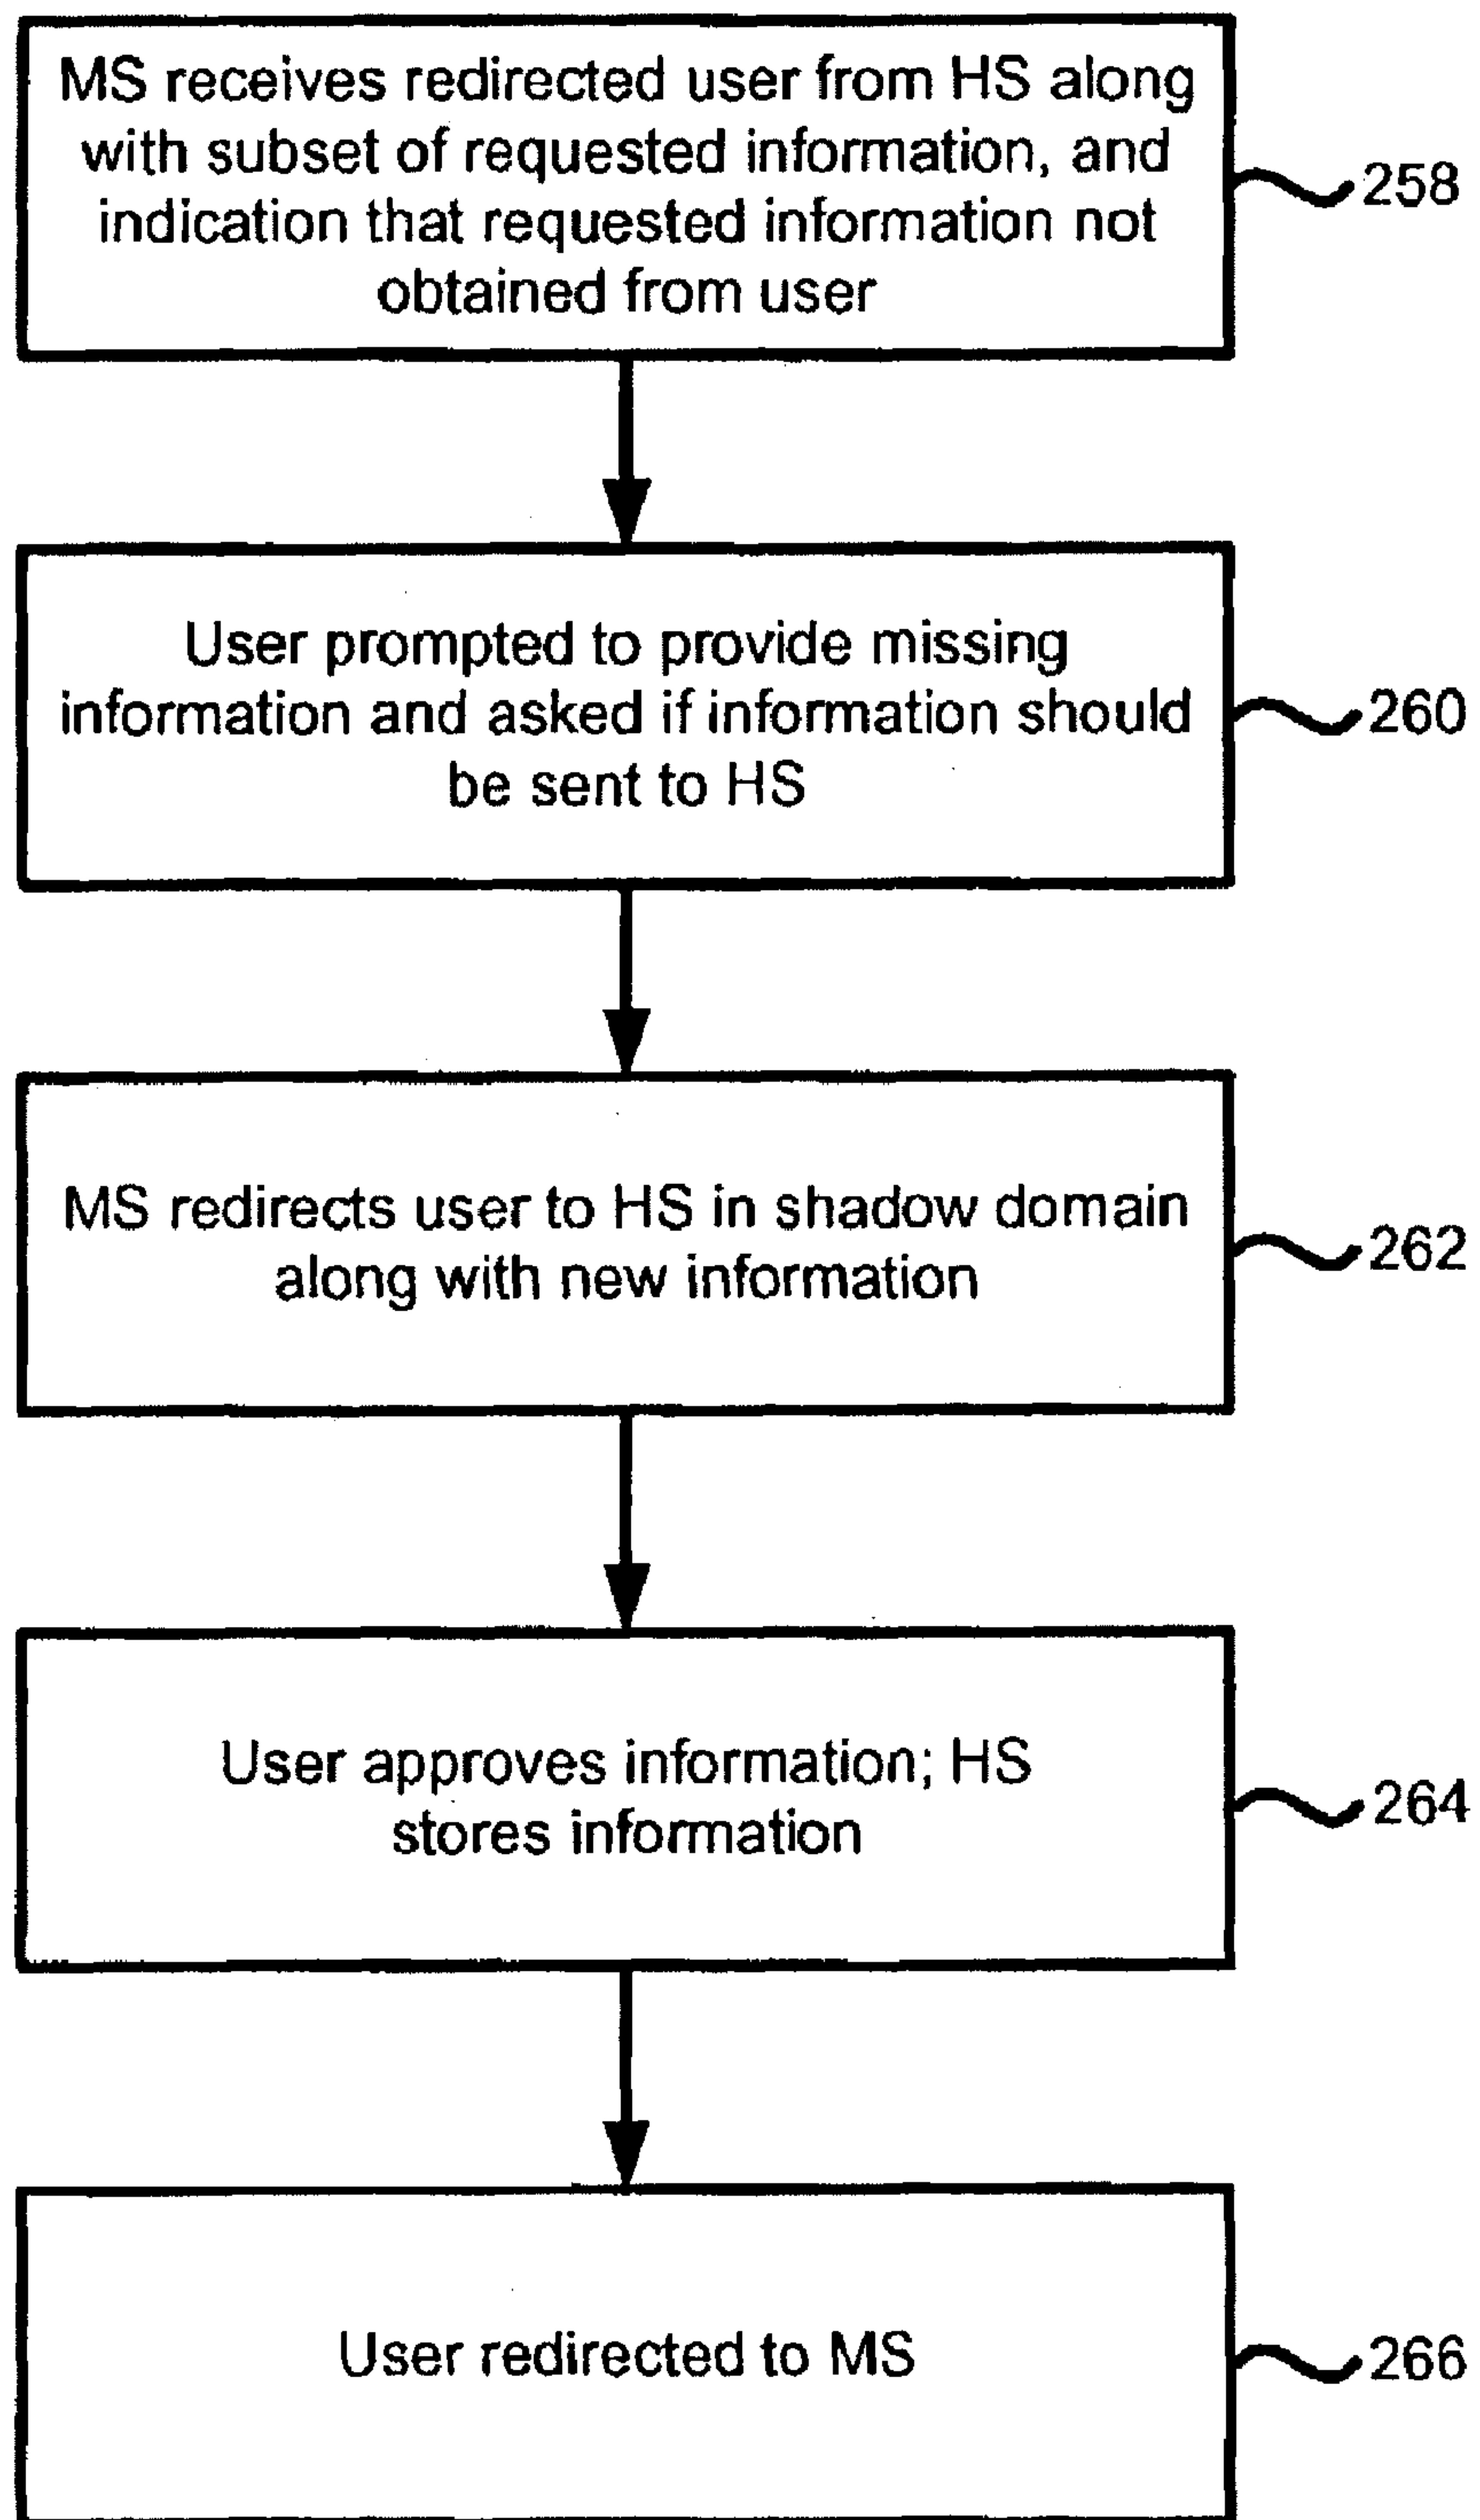 MS receives redirected user from HS along
with subset of requested information, and
indication that requested information not
obtained from user
258
User prompted to provide missing
information and asked if information should
be sent to HS
260
MS redirects user to HS in shadow domain
along with new information
262
User approves information; HS
stores information
264
User redirected to MS
266